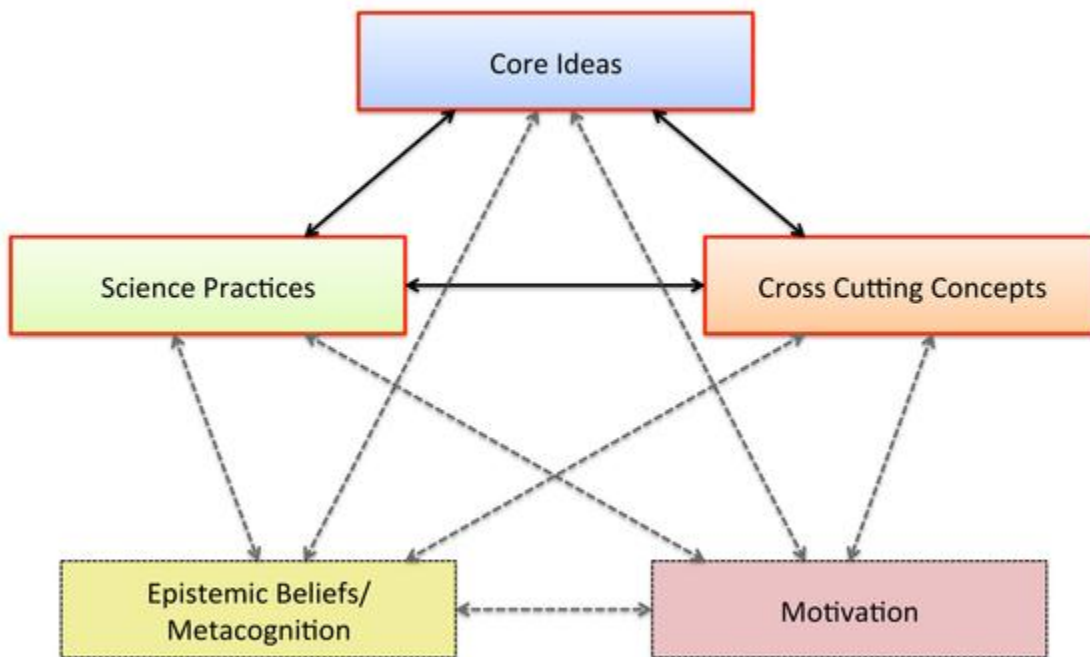 Core Ideas
Science Practices
Cross Cutting Concepts
Epistemic Beliefs/
Metacognition
Motivation